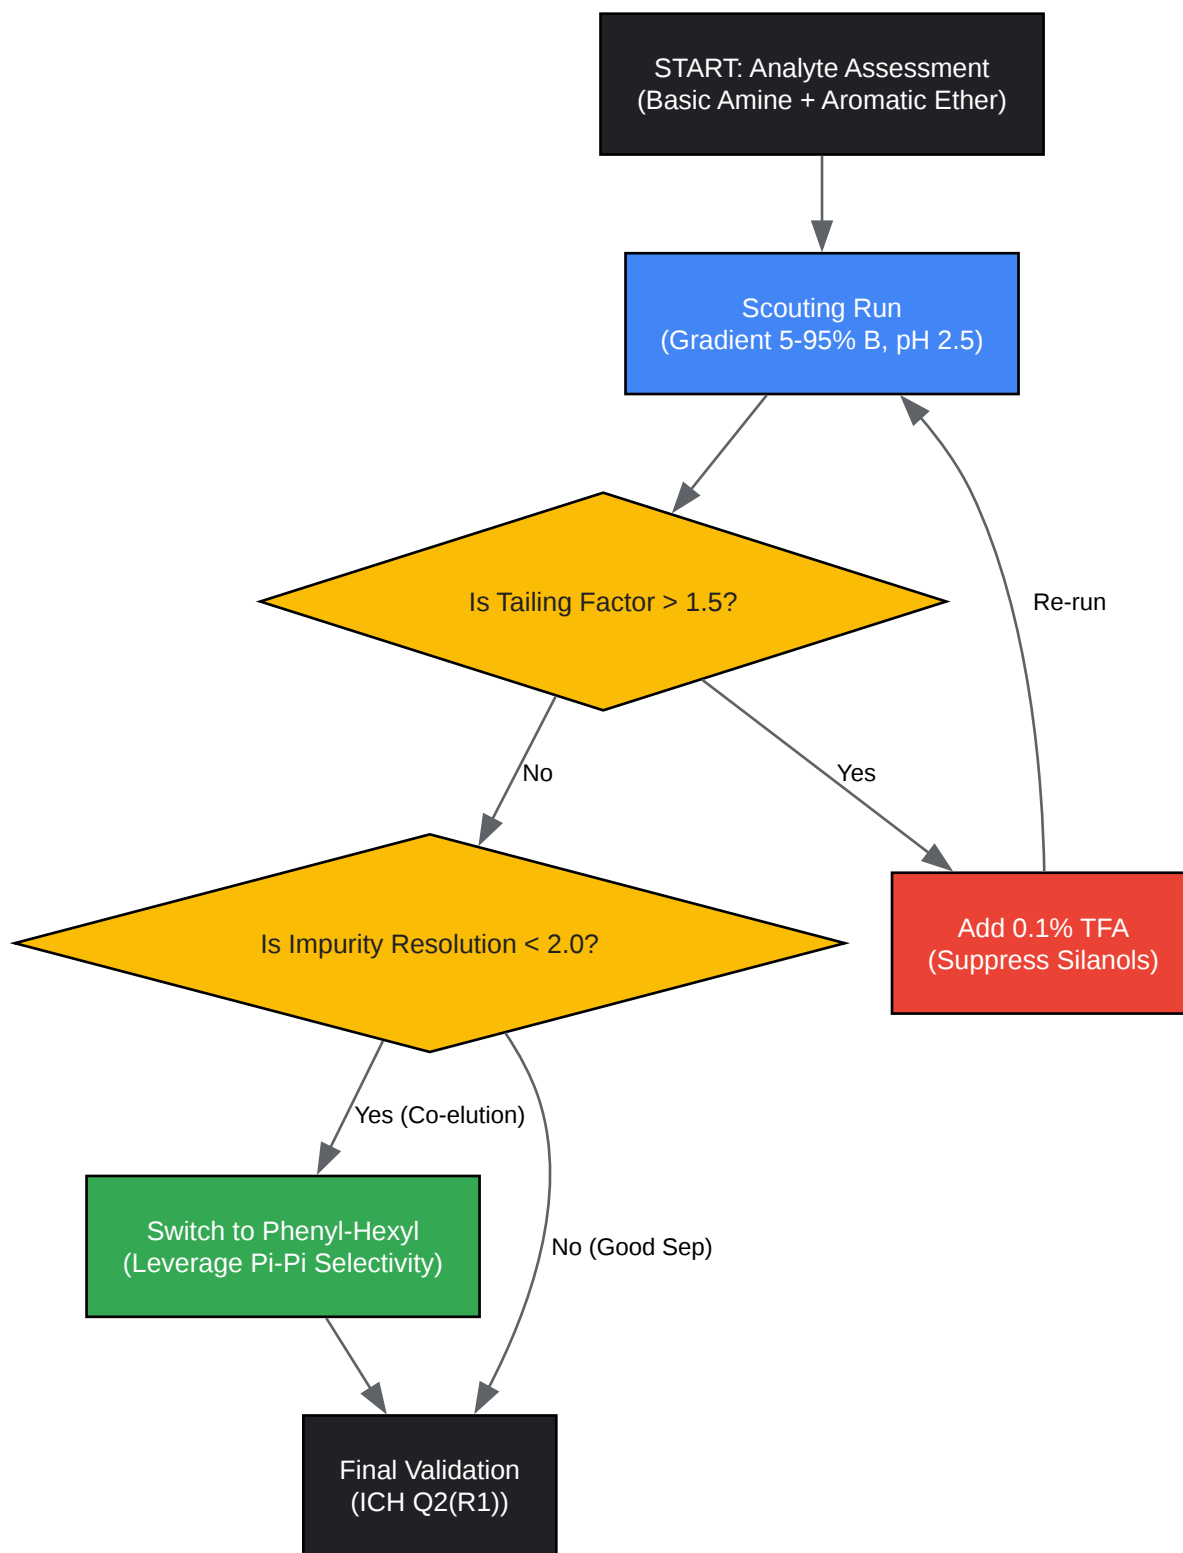 START: Analyte Assessment
(Basic Amine + Aromatic Ether)
Scouting Run
(Gradient 5-95% B, pH 2.5)
Is Tailing Factor > 1.5?
Re-run
No
Yes
Is Impurity Resolution < 2.0?
Add 0.1% TFA
(Suppress Silanols)
Yes (Co-elution)
Switch to Phenyl-Hexyl
(Leverage Pi-Pi Selectivity)
No (Good Sep)
Final Validation
(ICH Q2(R1))